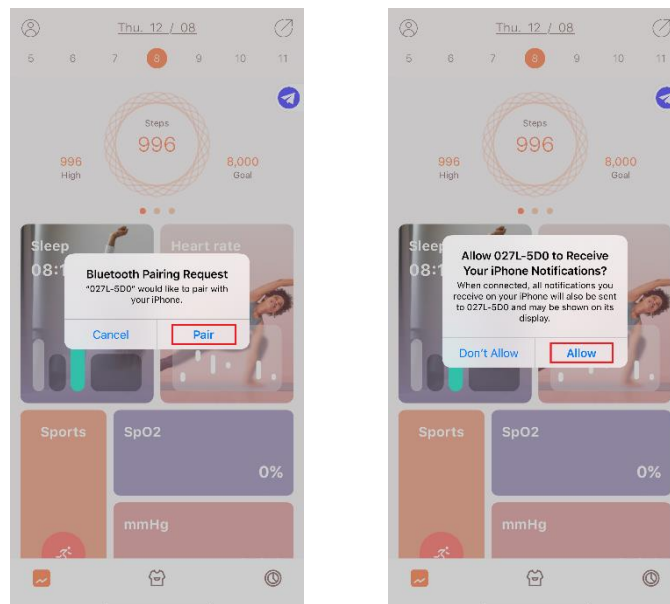 Thu. 12 / 08
5 6 7 8 9 10 11
Steps
996
996
High
8,000
Goal
Sleep
Heart rate
08:1
Bluetooth Pairing Request
"027L-5D0" would like to pair with
your iPhone.
Cancel
Pair
Sports
SpO2
0%
mmHg
Thu. 12 / 08
5 6 7 8 9 10 11
Steps
996
996
High
8,000
Goal
Sleep
08:1
Allow 027L-5D0 to Receive
Your iPhone Notifications?
When connected, all notifications you
receive on your iPhone will also be sent
to 027L-5D0 and may be shown on its
display.
Don't Allow
Allow
Sports
SpO2
0%
mmHg